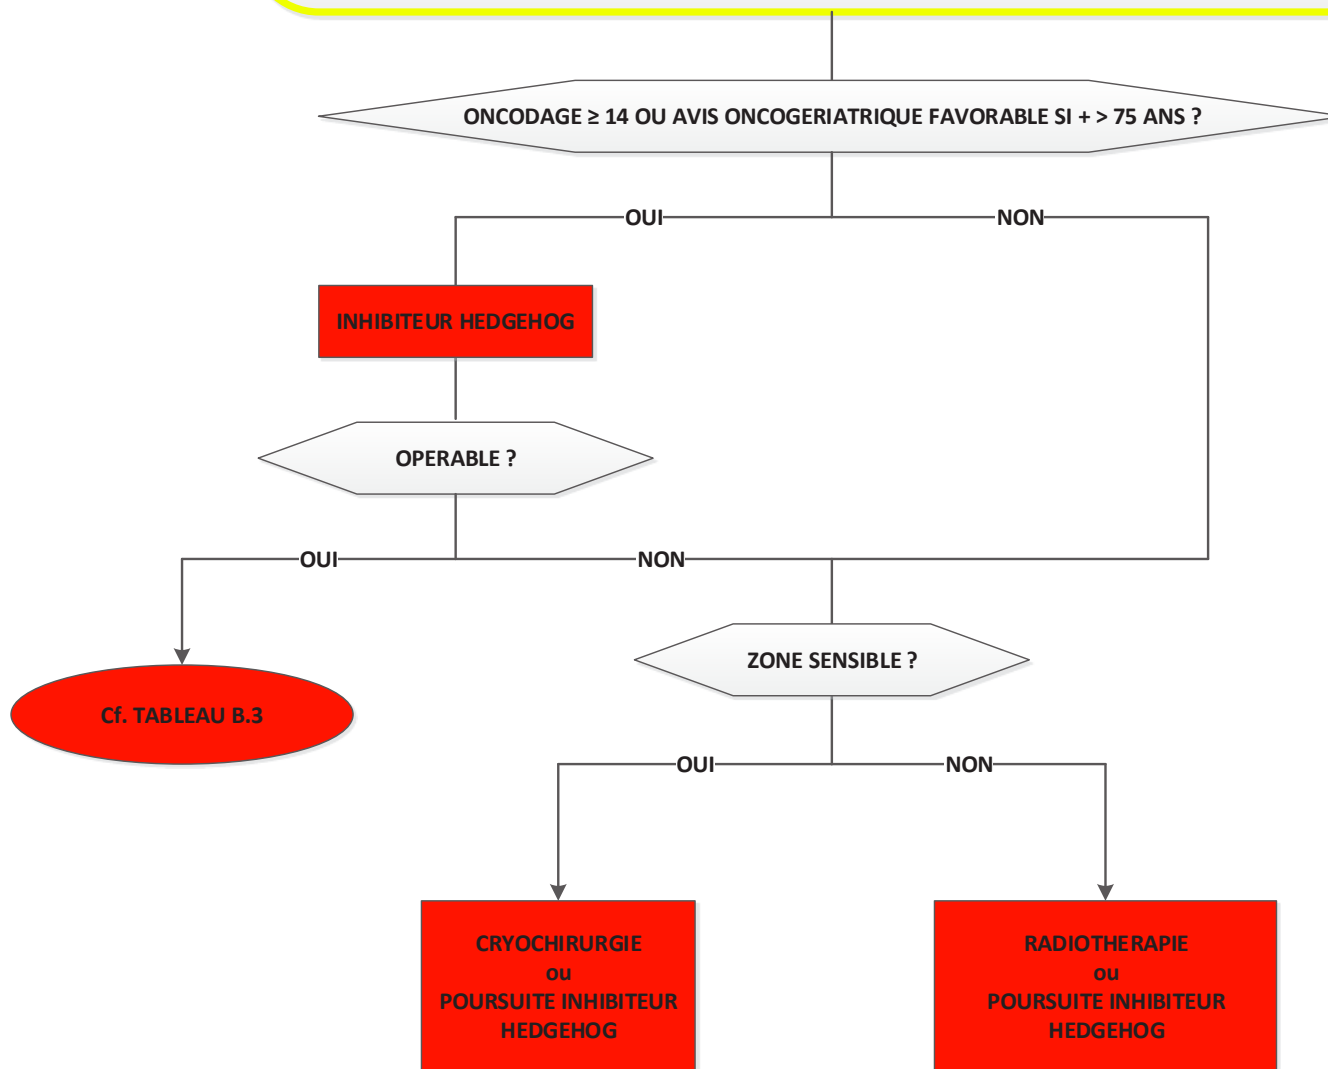 ONCODAGE ≥ 14 OU AVIS ONCOGERIATRIQUE FAVORABLE SI + > 75 ANS ?
OUI
NON
INHIBITEUR HEDGEHOG
OPERABLE ?
OUI
NON
ZONE SENSIBLE ?
Cf. TABLEAU B.3
OUI
NON
CRYOCHIRURGIE
ou
POURSUITE INHIBITEUR
HEDGEHOG
RADIOTHERAPIE
ou
POURSUITE INHIBITEUR
HEDGEHOG